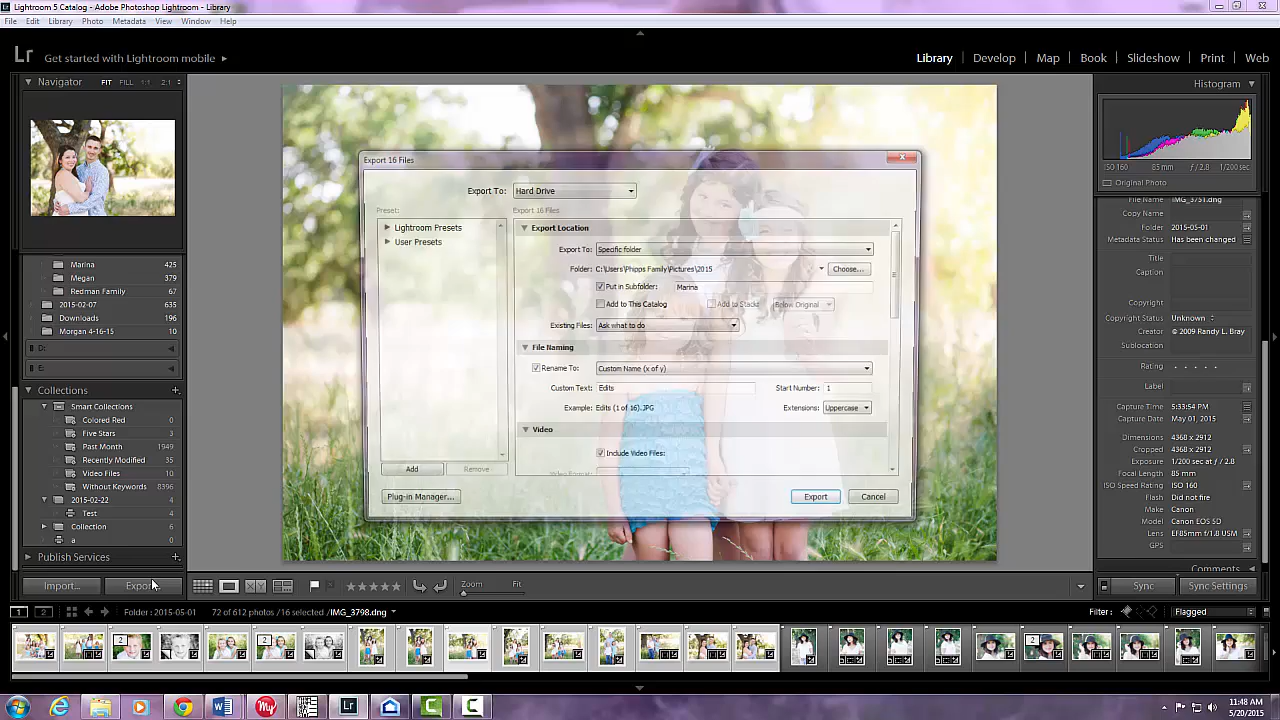 Lightroom 5 Catalog - Adobe Photoshop Lightroom - Library
File Edit Library Photo Metadata View Window Help
Lr Get started with Lightroom mobile
Library | Develop | Map | Book | Slideshow | Print | Web
Navigator FIT FILL 1:1 2:1
Histogram
ISO 160 85 mm f / 2.8 1/200 sec
Original Photo
Marina 425
Megan 379
Redman Family 67
2015-02-07 635
Downloads 196
Morgan 4-16-15 10
D:
E:
Collections
Smart Collections
Colored Red 0
Five Stars 3
Past Month 1949
Recently Modified 35
Video Files 10
Without Keywords 8396
2015-02-22 4
Test 4
Collection 6
a 0
Publish Services
Import... Export...
Export 16 Files
Export To: Hard Drive
Preset:
Lightroom Presets
User Presets
Add Remove
Plug-in Manager...
Export 16 Files
Export Location
Export To: Specific folder
Folder: C:\Users\Phipps Family\Pictures\2015 Choose...
Put in Subfolder: Marina
Add to This Catalog Add to Stack: Below Original
Existing Files: Ask what to do
File Naming
Rename To: Custom Name (x of y)
Custom Text: Edits Start Number: 1
Example: Edits (1 of 16).JPG Extensions: Uppercase
Video
Include Video Files:
Export Cancel
File Name IMG_3751.dng
Copy Name
Folder 2015-05-01
Metadata Status Has been changed
Title
Caption
Copyright
Copyright Status Unknown
Creator © 2009 Randy L. Bray
Sublocation
Rating
Label
Capture Time 5:33:54 PM
Capture Date May 01, 2015
Dimensions 4368 x 2912
Cropped 4368 x 2912
Exposure 1/200 sec at f / 2.8
Focal Length 85 mm
ISO Speed Rating ISO 160
Flash Did not fire
Make Canon
Model Canon EOS 5D
Lens EF85mm f/1.8 USM
GPS
Comments
Sync Sync Settings
XY Zoom Fit
1 2 Folder : 2015-05-01 72 of 612 photos / 16 selected / IMG_3798.dng
Filter : Flagged
2 2 2
W My Lr C C
11:48 AM
5/20/2015